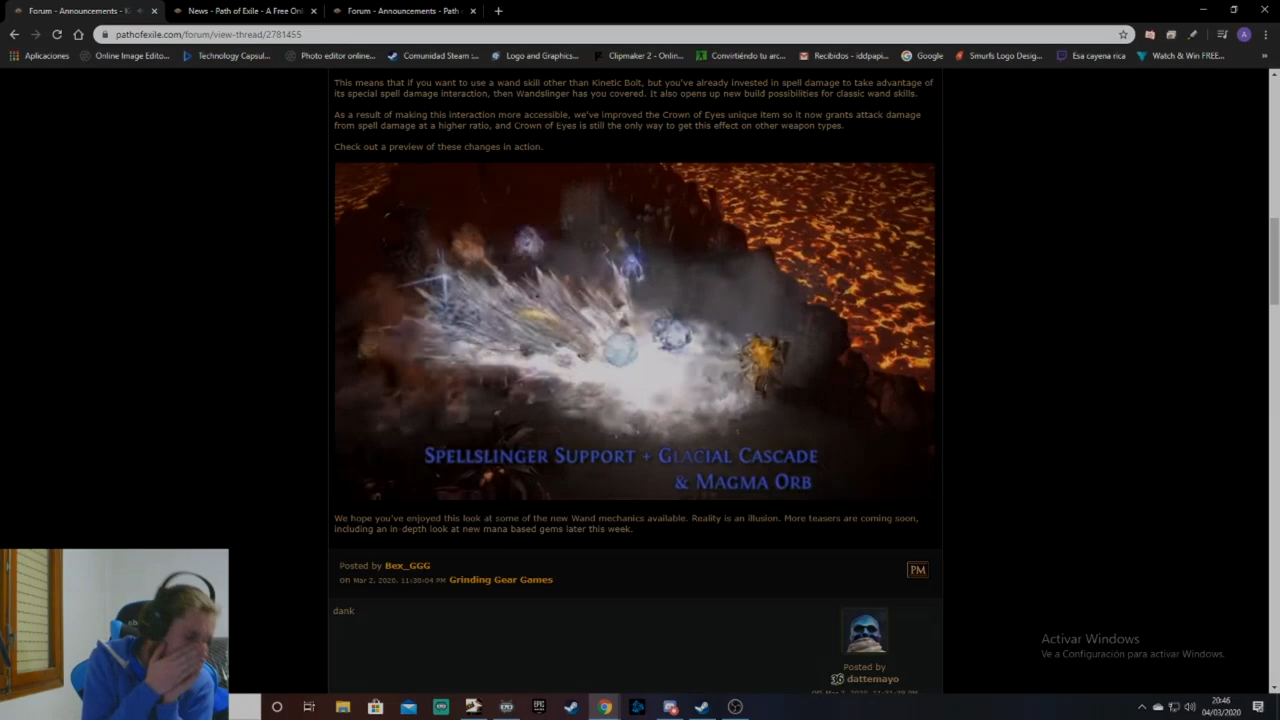 Forum - Announcements - K
News - Path of Exile - A Free Onl
Forum - Announcements - Path
pathofexile.com/forum/view-thread/2781455
Aplicaciones
Online Image Edito...
Technology Capsul...
Photo editor online...
Comunidad Steam :...
Logo and Graphics...
Clipmaker 2 - Onlin...
Convirtiéndo tu arc...
Recibidos - iddpapi...
Google
Smurfs Logo Desig...
Esa cayena rica
Watch & Win FREE...
This means that if you want to use a wand skill other than Kinetic Bolt, but you've already invested in spell damage to take advantage of
its special spell damage interaction, then Wandslinger has you covered. It also opens up new build possibilities for classic wand skills.
As a result of making this interaction more accessible, we've improved the Crown of Eyes unique item so it now grants attack damage
from spell damage at a higher ratio, and Crown of Eyes is still the only way to get this effect on other weapon types.
Check out a preview of these changes in action.
SPELLSLINGER SUPPORT + GLACIAL CASCADE
& MAGMA ORB
We hope you've enjoyed this look at some of the new Wand mechanics available. Reality is an illusion. More teasers are coming soon,
including an in-depth look at new mana based gems later this week.
Posted by Bex_GGG
on Mar 2, 2020, 11:38:04 PM Grinding Gear Games
PM
dank
Posted by
36 dattemayo
Activar Windows
Ve a Configuración para activar Windows.
20:46
04/03/2020